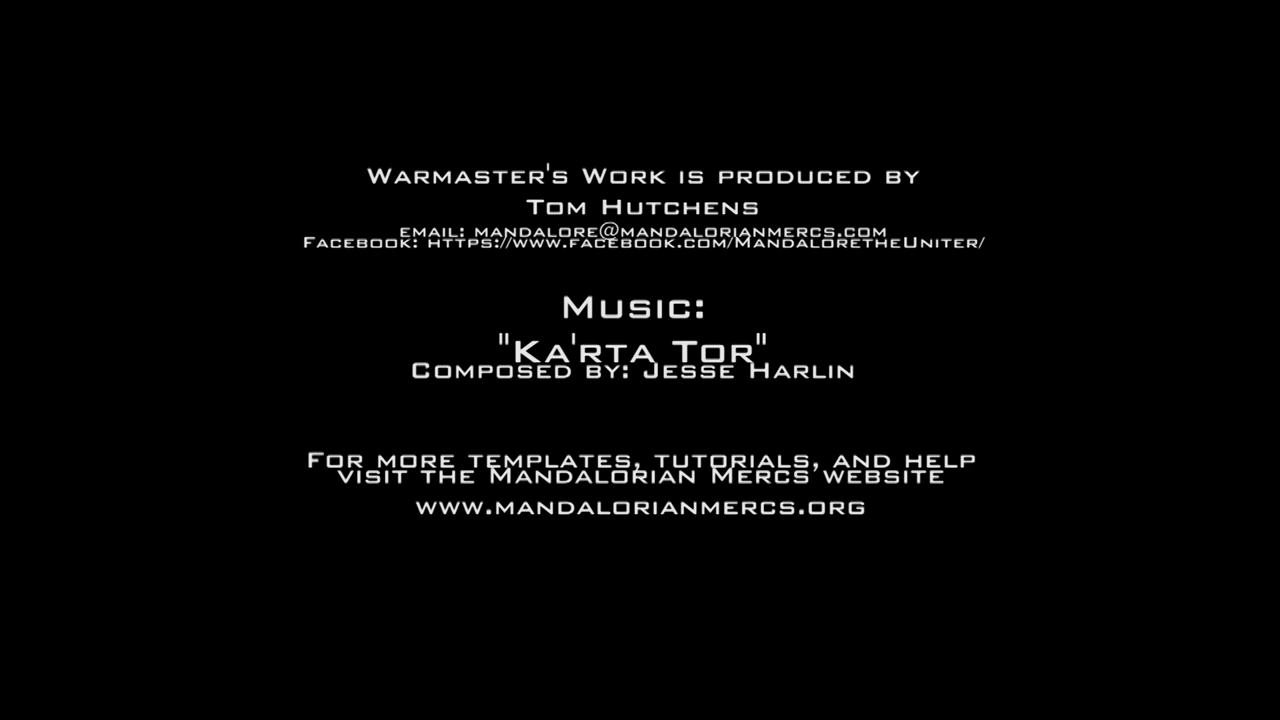 Warmaster's Work is produced by
Tom Hutchens
email: mandalore@mandalorianmercs.com
Facebook: https://www.facebook.com/MandaloretheUniter/
Music:
"Ka'rta Tor"
Composed by: Jesse Harlin
For more templates, tutorials, and help
visit the Mandalorian Mercs website
www.mandalorianmercs.org